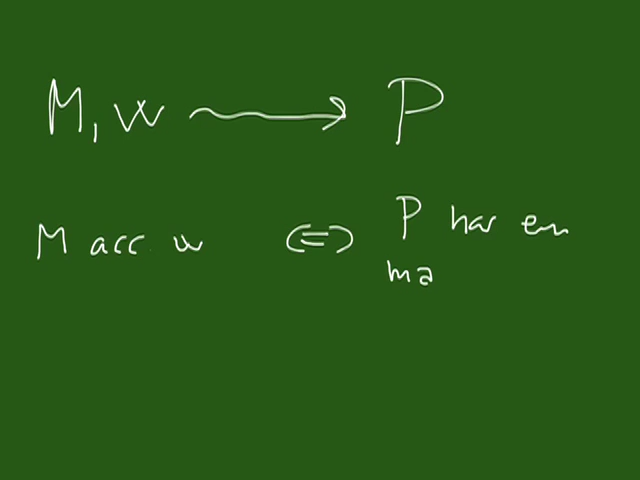 M, w → P
M acc w ⇔ P har en
ma